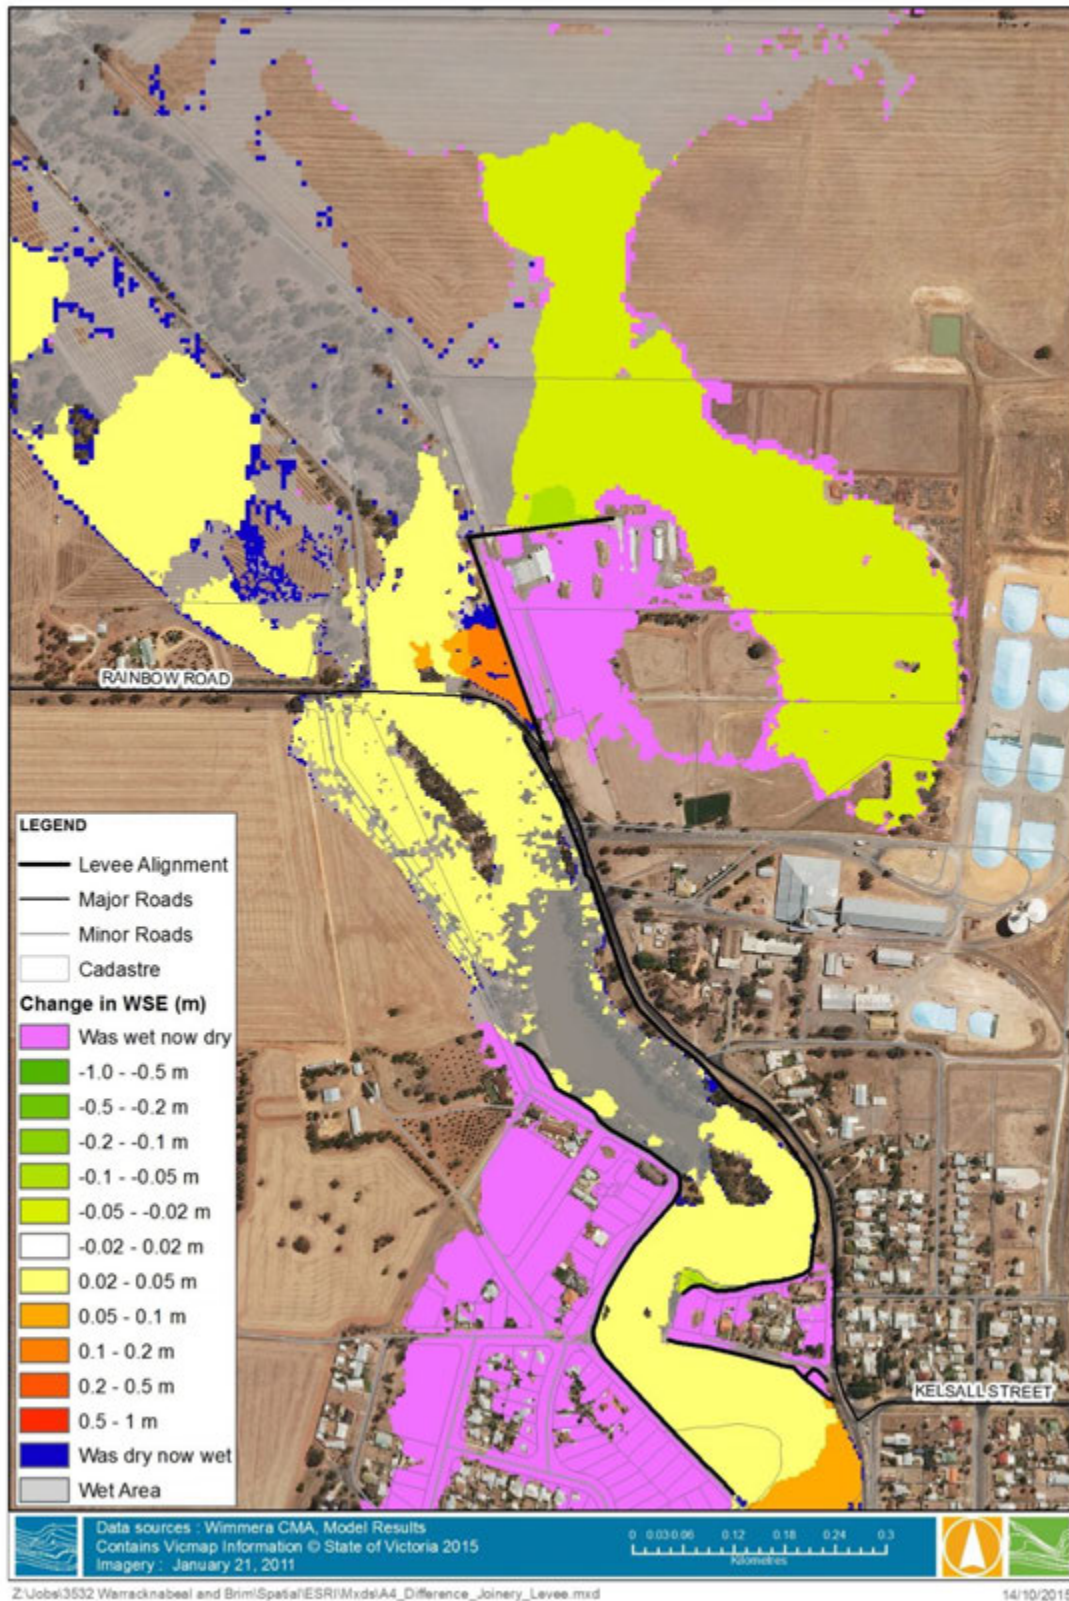 RAINBOW ROAD
LEGEND
Levee Alignment
Major Roads
Minor Roads
Cadastre
Change in WSE (m)
Was wet now dry
-1.0 - -0.5 m
-0.5 - -0.2 m
-0.2 - -0.1 m
-0.1 - -0.05 m
-0.05 - -0.02 m
-0.02 - 0.02 m
0.02 - 0.05 m
0.05 - 0.1 m
0.1 - 0.2 m
0.2 - 0.5 m
0.5 - 1 m
Was dry now wet
Wet Area
KELSALL STREET
Data sources : Wimmera CMA, Model Results
Contains Vicmap Information © State of Victoria 2015
Imagery : January 21, 2011
0 0.03 0.06 0.12 0.18 0.24 0.3
Kilometres
Z:\Jobs\3532 Warracknabeal and Brim\Spatial\ESRI\Mxds\A4_Difference_Joinery_Levee.mxd
14/10/2015